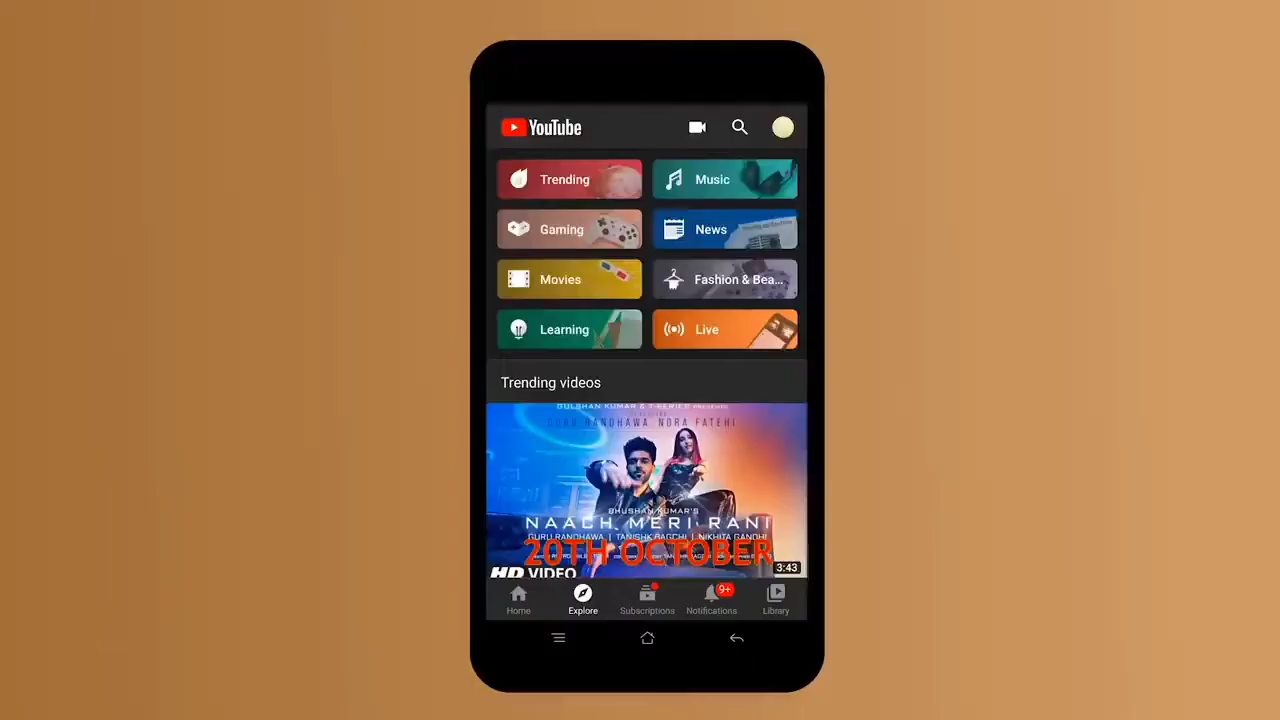 YouTube
Trending
Music
Gaming
News
Movies
Fashion & Bea...
Learning
Live
Trending videos
GULSHAN KUMAR & T-SERIES PRESENTS
GURU RANDHAWA NORA FATEHI
BHUSHAN KUMAR'S
NAACH MERI RANI
GURU RANDHAWA | TANISHK BAGCHI | NIKHITA GANDHI
20TH OCTOBER
HD VIDEO
3:43
9+
Home
Explore
Subscriptions
Notifications
Library